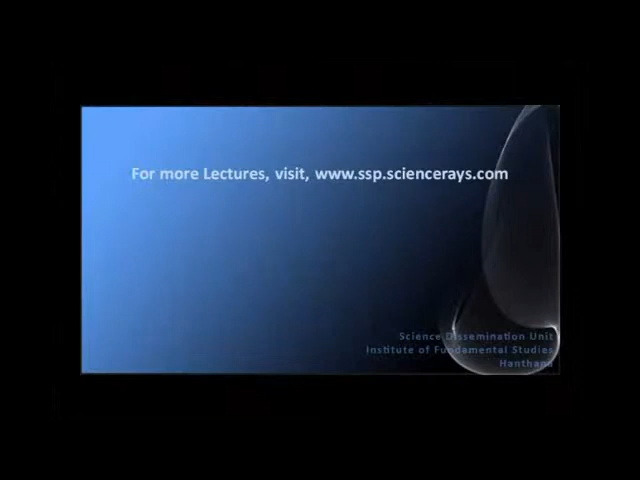 For more Lectures, visit, www.ssp.sciencerays.com
Science Dissemination Unit
Institute of Fundamental Studies
Hanthana